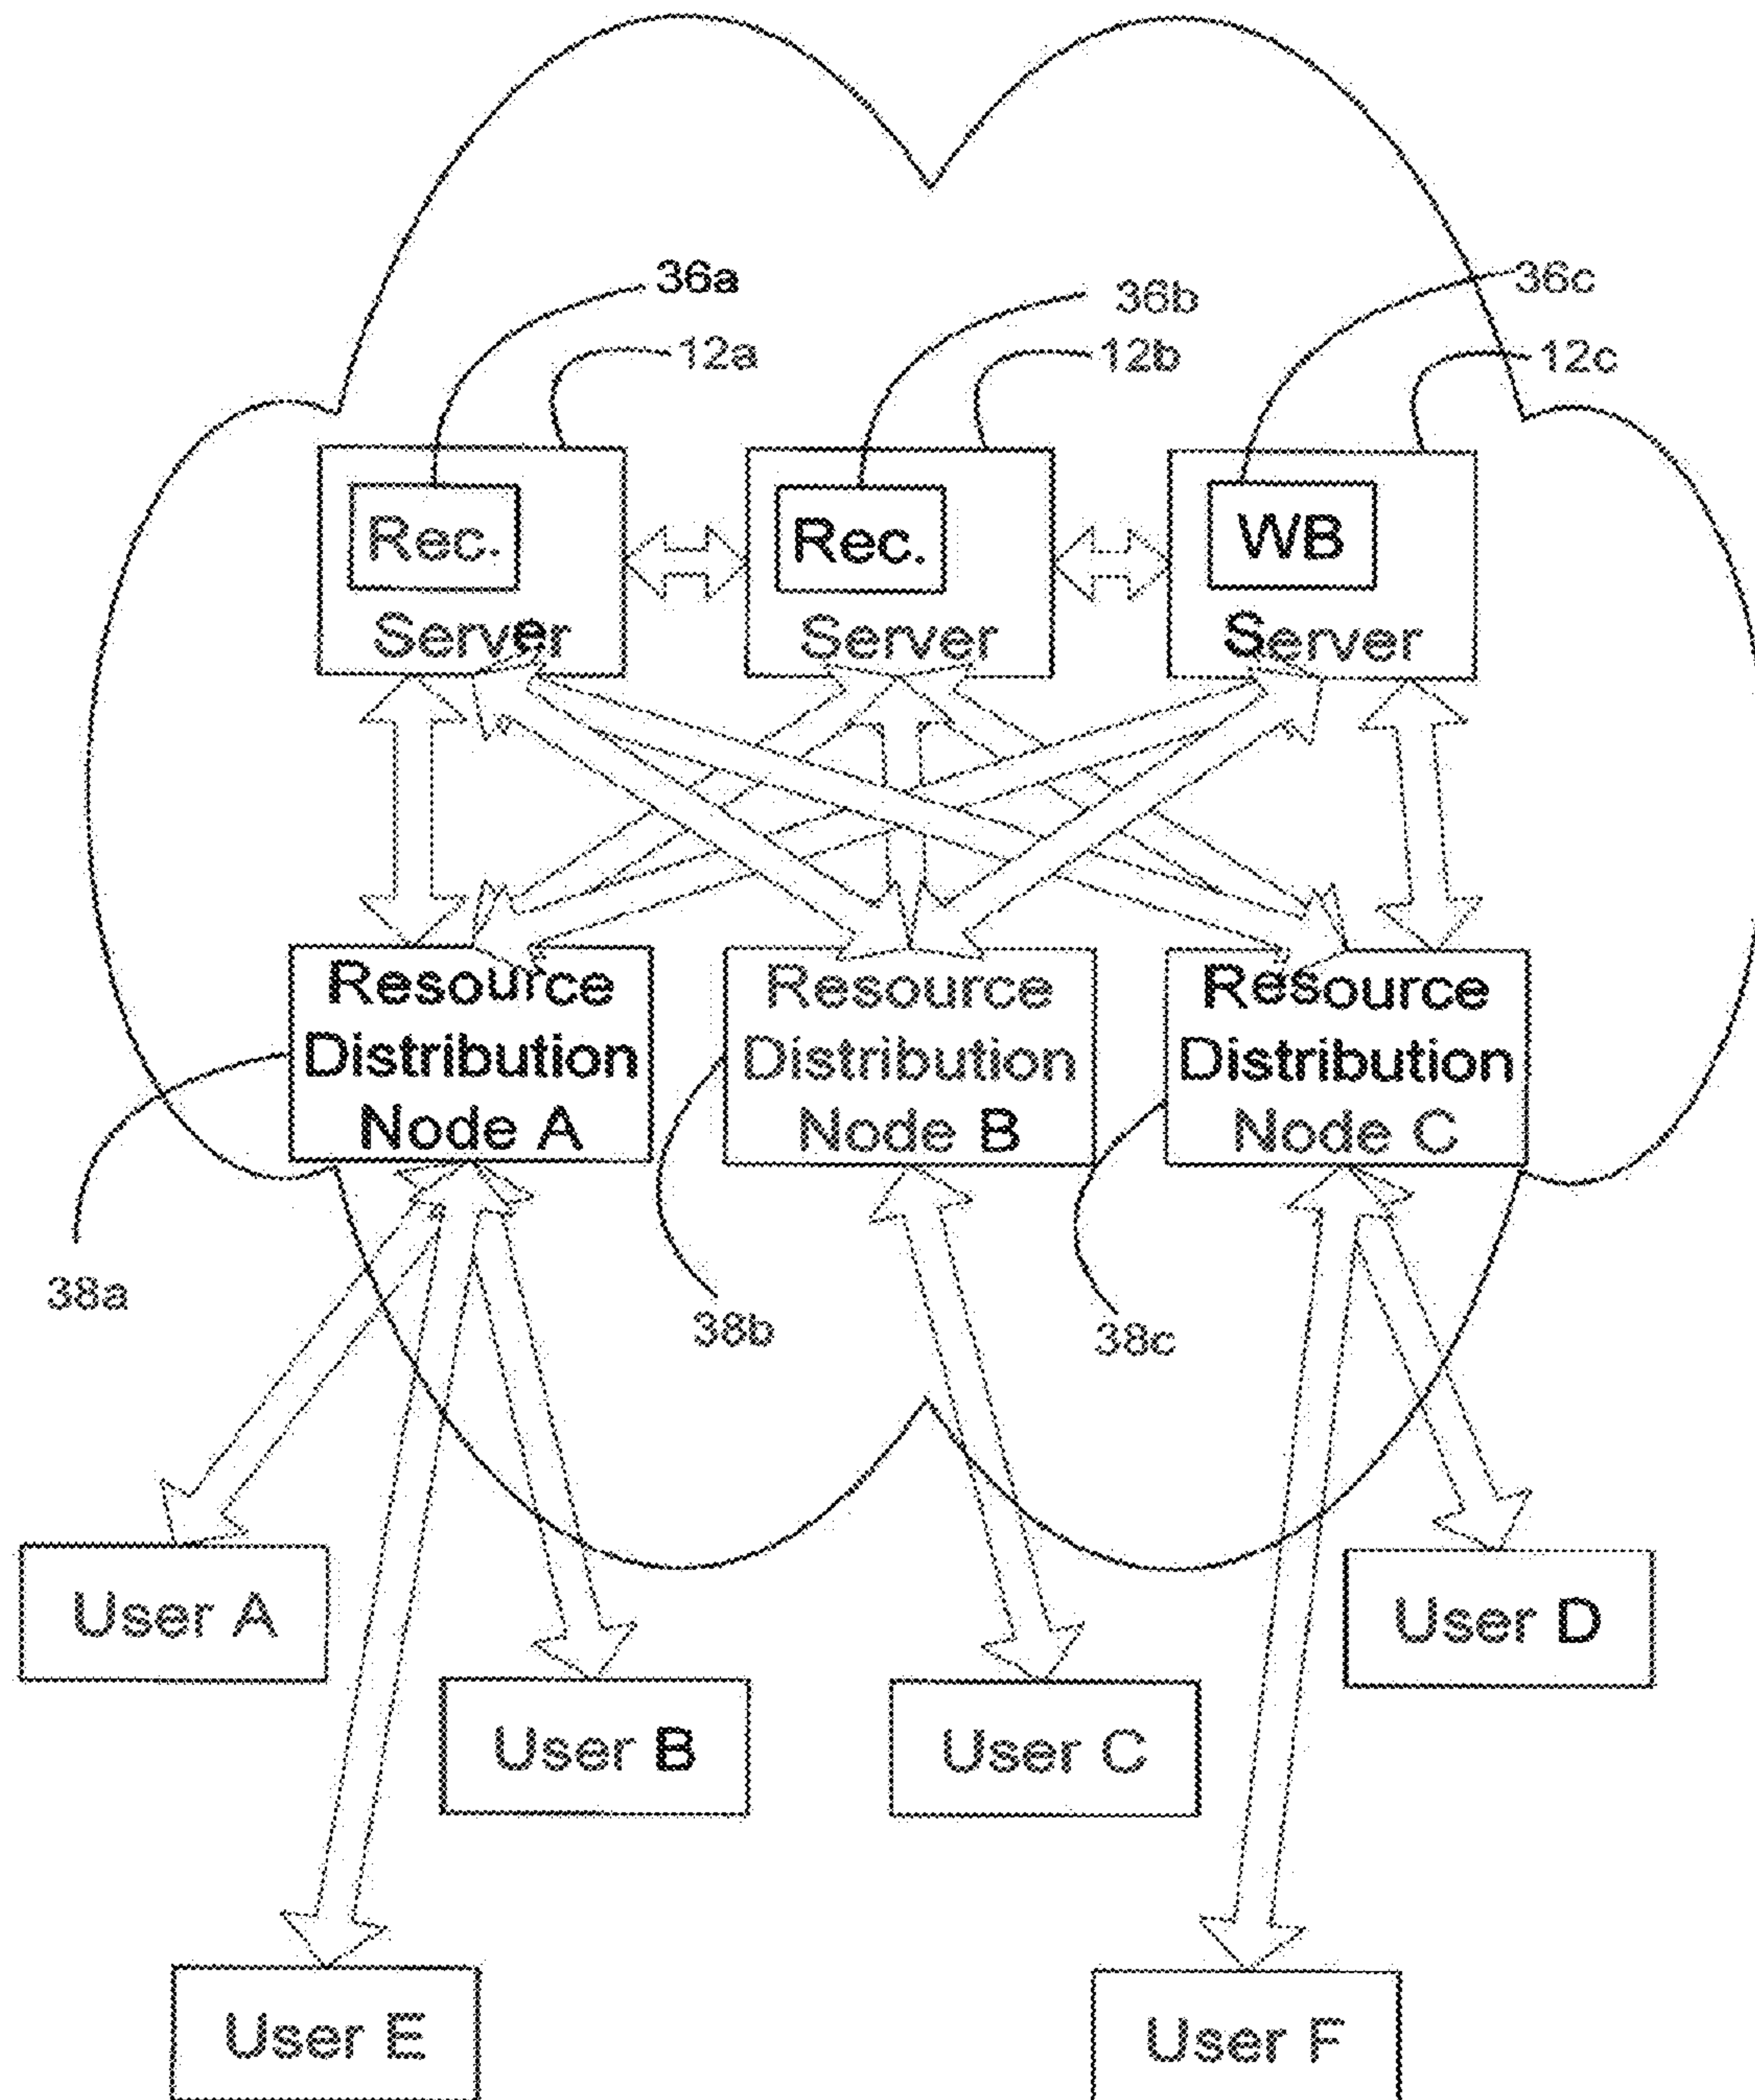 36a
36b
36c
12a
12b
12c
Rec.
Rec.
WB
Server
Server
Server
Resource
Distribution
Node A
Resource
Distribution
Node B
Resource
Distribution
Node C
38a
38b
38c
User A
User D
User B
User C
User E
User F